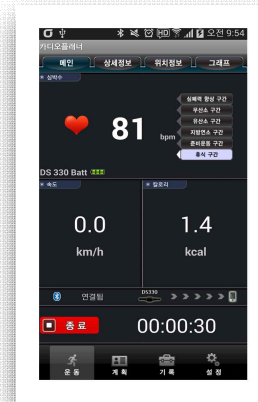 오전 9:54
카디오플래너
메인 상세정보 위치정보 그래프
심박수
81 bpm
심폐력 향상 구간
무산소 구간
유산소 구간
지방연소 구간
준비운동 구간
휴식 구간
DS 330 Batt
속도 칼로리
0.0 1.4
km/h kcal
연결됨 DS330
종료 00:00:30
운동 계획 기록 설정